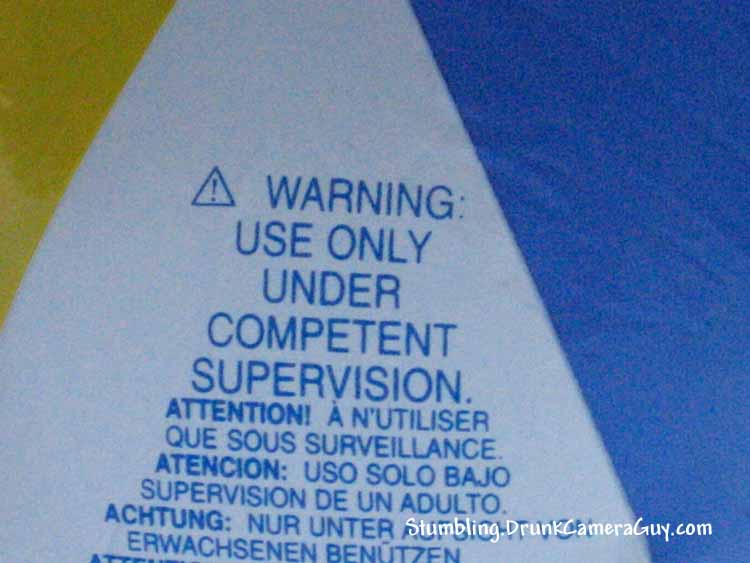 ⚠ WARNING:
USE ONLY
UNDER
COMPETENT
SUPERVISION.
ATTENTION! À N'UTILISER
QUE SOUS SURVEILLANCE.
ATENCION: USO SOLO BAJO
SUPERVISION DE UN ADULTO.
ACHTUNG: NUR UNTER
ERWACHSENEN BENÜTZEN
Stumbling.DrunkCameraGuy.com